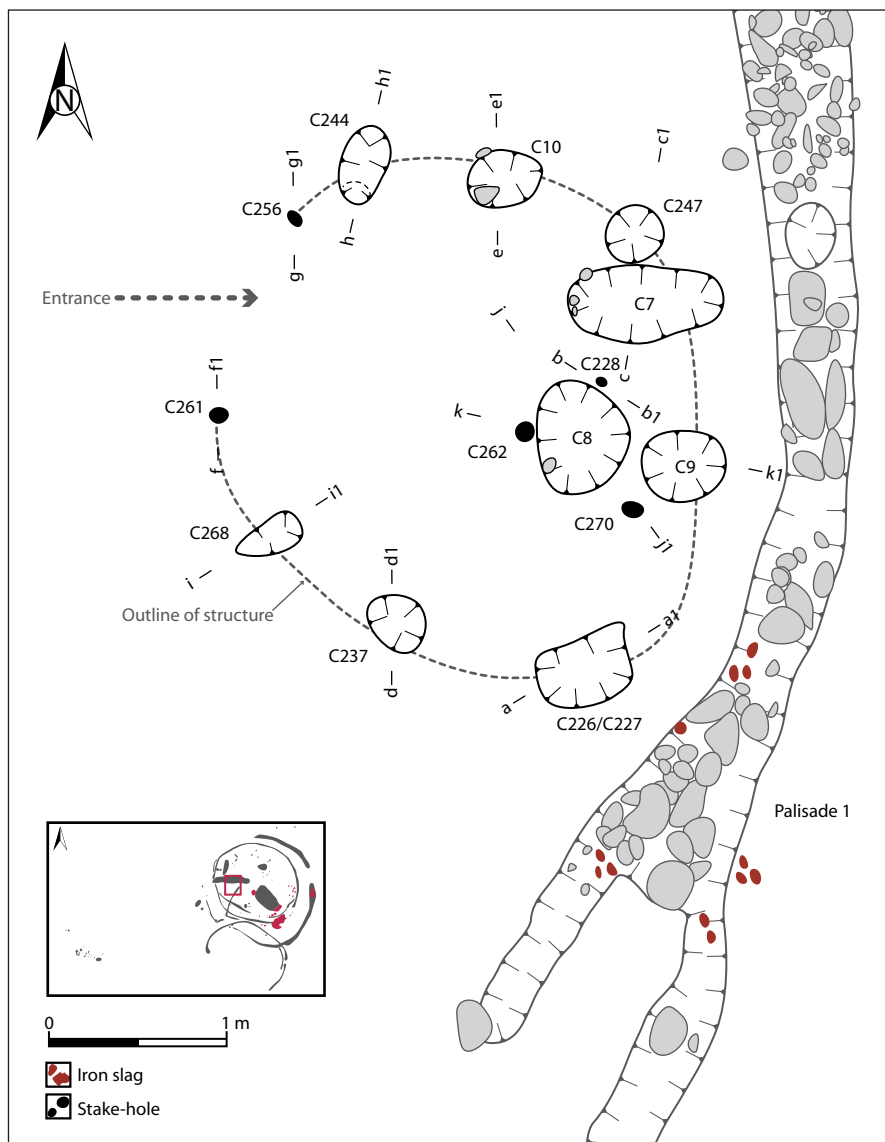 N
h1
C244
g1
e1
C10
c1
C256
C247
h
e
g
Entrace
C7
j
f1
b
C228
c
C261
k
b1
C262
C8
C9
k1
f
i1
C270
C268
j1
i
d1
Outline of structure
a1
C237
d
a
C226/C227
Palisade 1
0
1 m
Iron slag
Stake-hole